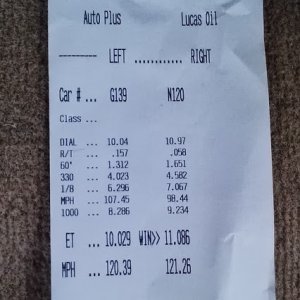 Auto Plus Lucas Oil
--------- LEFT ............ RIGHT
Car # ... G139 N120
Class ...
DIAL ... 10.04 10.97
R/T ... .157 .058
60' ... 1.312 1.651
330 ... 4.023 4.582
1/8 ... 6.296 7.067
MPH ... 107.45 98.44
1000 ... 8.286 9.234
ET ... 10.029 WIN>> 11.086
MPH ... 120.39 121.26